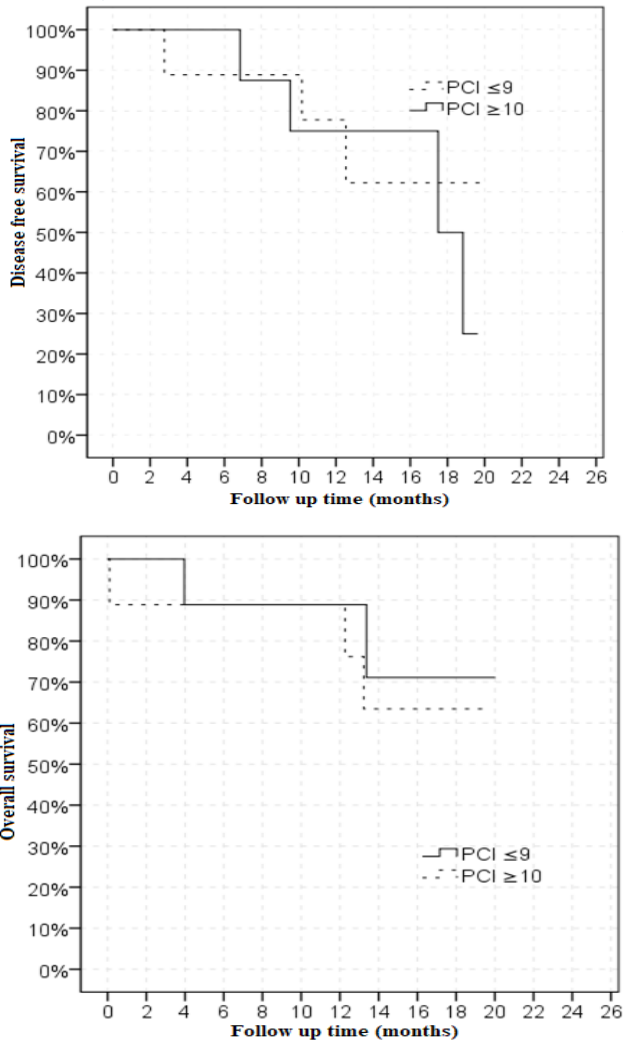 100%
90%
80%
70%
60%
50%
40%
30%
20%
10%
0%
Disease free survival
PCI ≤9
PCI ≥10
0 2 4 6 8 10 12 14 16 18 20 22 24 26
Follow up time (months)
100%
90%
80%
70%
60%
50%
40%
30%
20%
10%
0%
Overall survival
PCI ≤9
PCI ≥10
0 2 4 6 8 10 12 14 16 18 20 22 24 26
Follow up time (months)